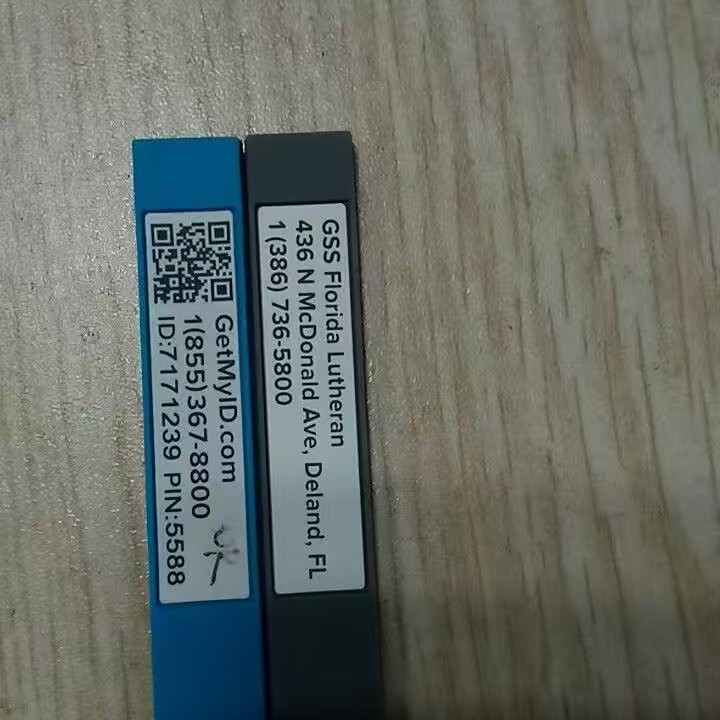 GetMyID.com
1(855)367-8800
ID:7171239 PIN:5588
GSS Florida Lutheran
436 N McDonald Ave, Deland, FL
1 (386) 736-5800